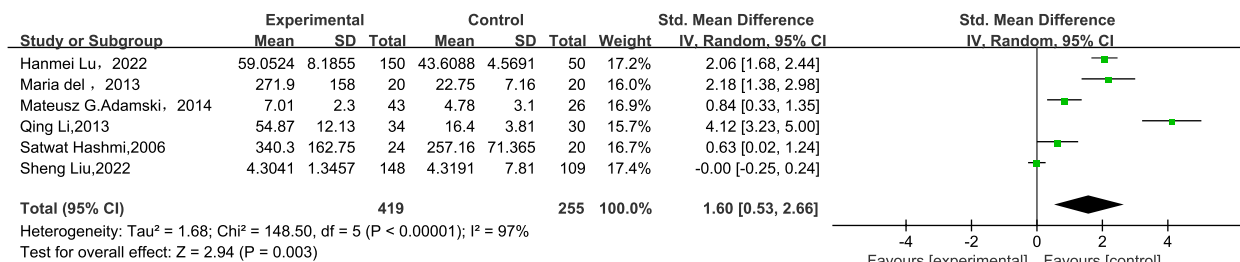 Experimental Control Std. Mean Difference Std. Mean Difference
Study or Subgroup Mean SD Total Mean SD Total Weight IV, Random, 95% CI IV, Random, 95% CI
Hanmei Lu，2022 59.0524 8.1855 150 43.6088 4.5691 50 17.2% 2.06 [1.68, 2.44]
Maria del ，2013 271.9 158 20 22.75 7.16 20 16.0% 2.18 [1.38, 2.98]
Mateusz G.Adamski，2014 7.01 2.3 43 4.78 3.1 26 16.9% 0.84 [0.33, 1.35]
Qing Li,2013 54.87 12.13 34 16.4 3.81 30 15.7% 4.12 [3.23, 5.00]
Satwat Hashmi,2006 340.3 162.75 24 257.16 71.365 20 16.7% 0.63 [0.02, 1.24]
Sheng Liu,2022 4.3041 1.3457 148 4.3191 7.81 109 17.4% -0.00 [-0.25, 0.24]
Total (95% CI) 419 255 100.0% 1.60 [0.53, 2.66]
Heterogeneity: Tau² = 1.68; Chi² = 148.50, df = 5 (P < 0.00001); I² = 97%
Test for overall effect: Z = 2.94 (P = 0.003)
-4 -2 0 2 4
Favours [experimental] Favours [control]